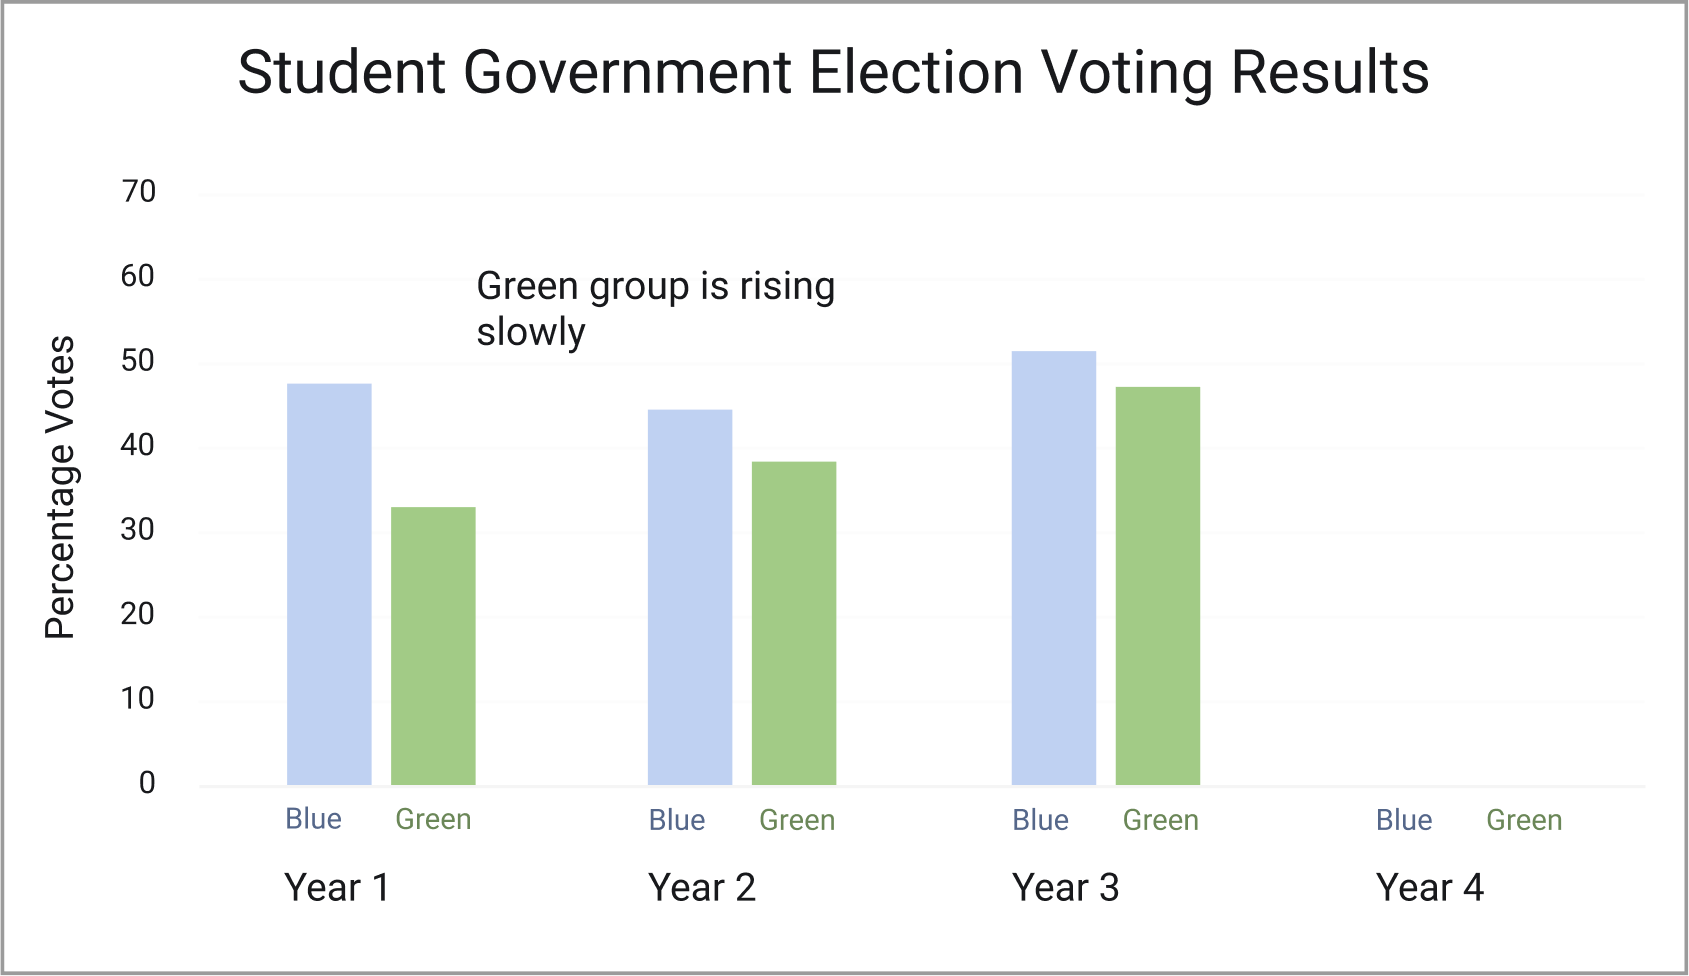 Student Government Election Voting Results
70
60
Green group is rising
slowly
50
40
30
20
10
0
Percentage Votes
Blue Green Blue Green Blue Green Blue Green
Year 1 Year 2 Year 3 Year 4